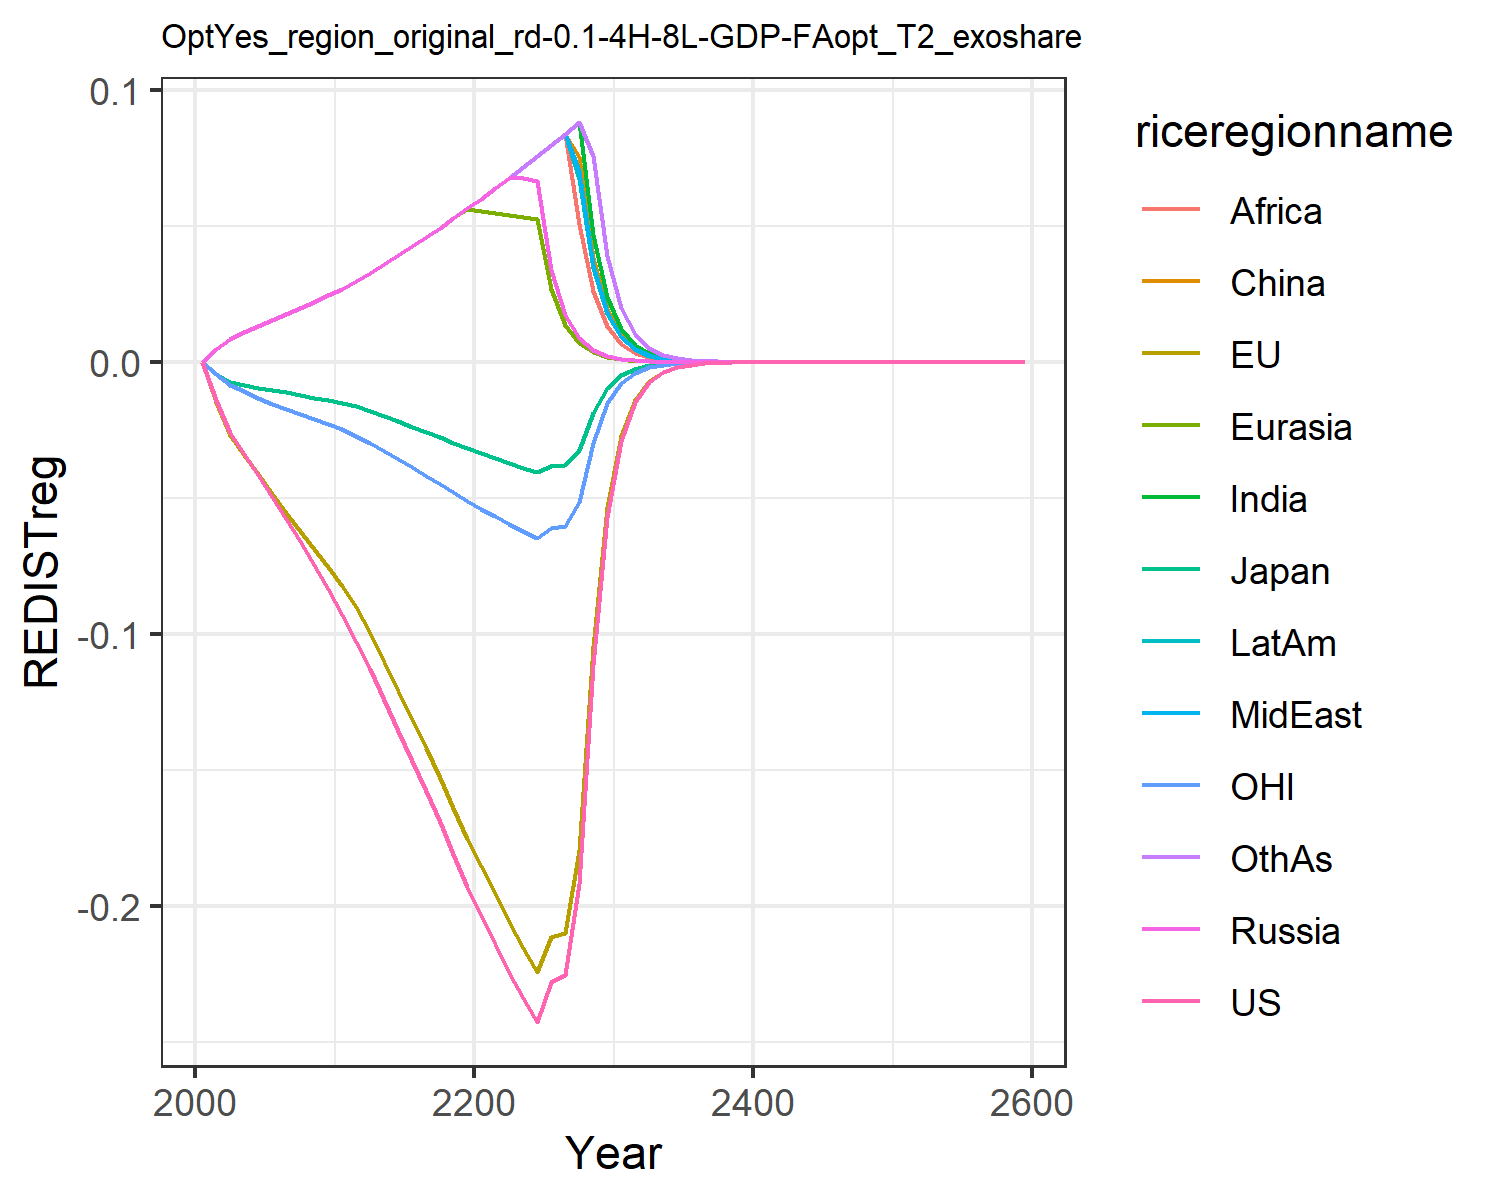 OptYes_region_original_rd-0.1-4H-8L-GDP-FAopt_T2_exoshare
0.1
0.0
-0.1
-0.2
REDISTreg
2000
2200
2400
2600
Year
riceregionname
Africa
China
EU
Eurasia
India
Japan
LatAm
MidEast
OHI
OthAs
Russia
US